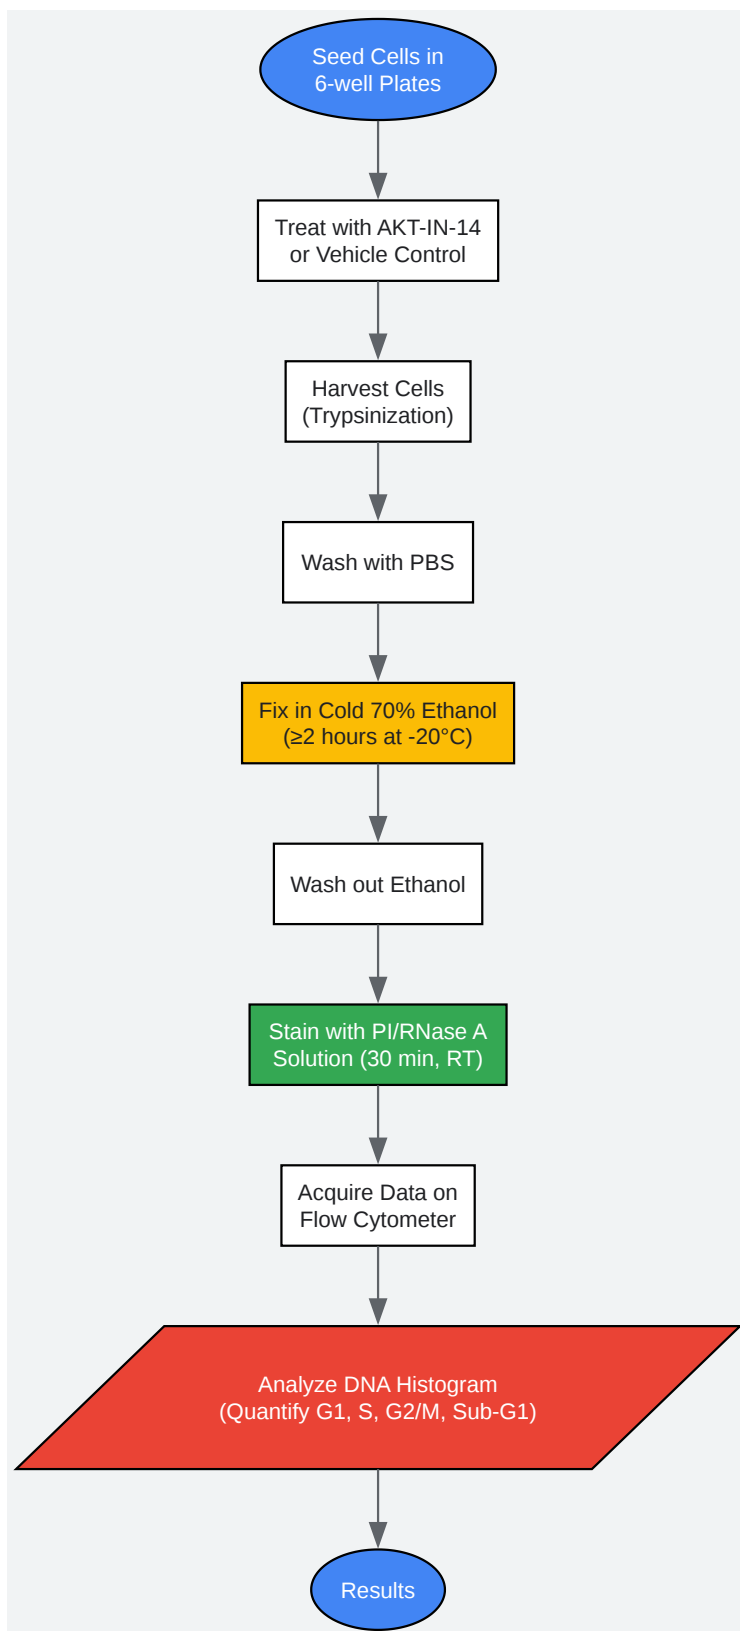 Seed Cells in
6-well Plates
Treat with AKT-IN-14
or Vehicle Control
Harvest Cells
(Trypsinization)
Wash with PBS
Fix in Cold 70% Ethanol
(≥2 hours at -20°C)
Wash out Ethanol
Stain with PI/RNase A
Solution (30 min, RT)
Acquire Data on
Flow Cytometer
Analyze DNA Histogram
(Quantify G1, S, G2/M, Sub-G1)
Results